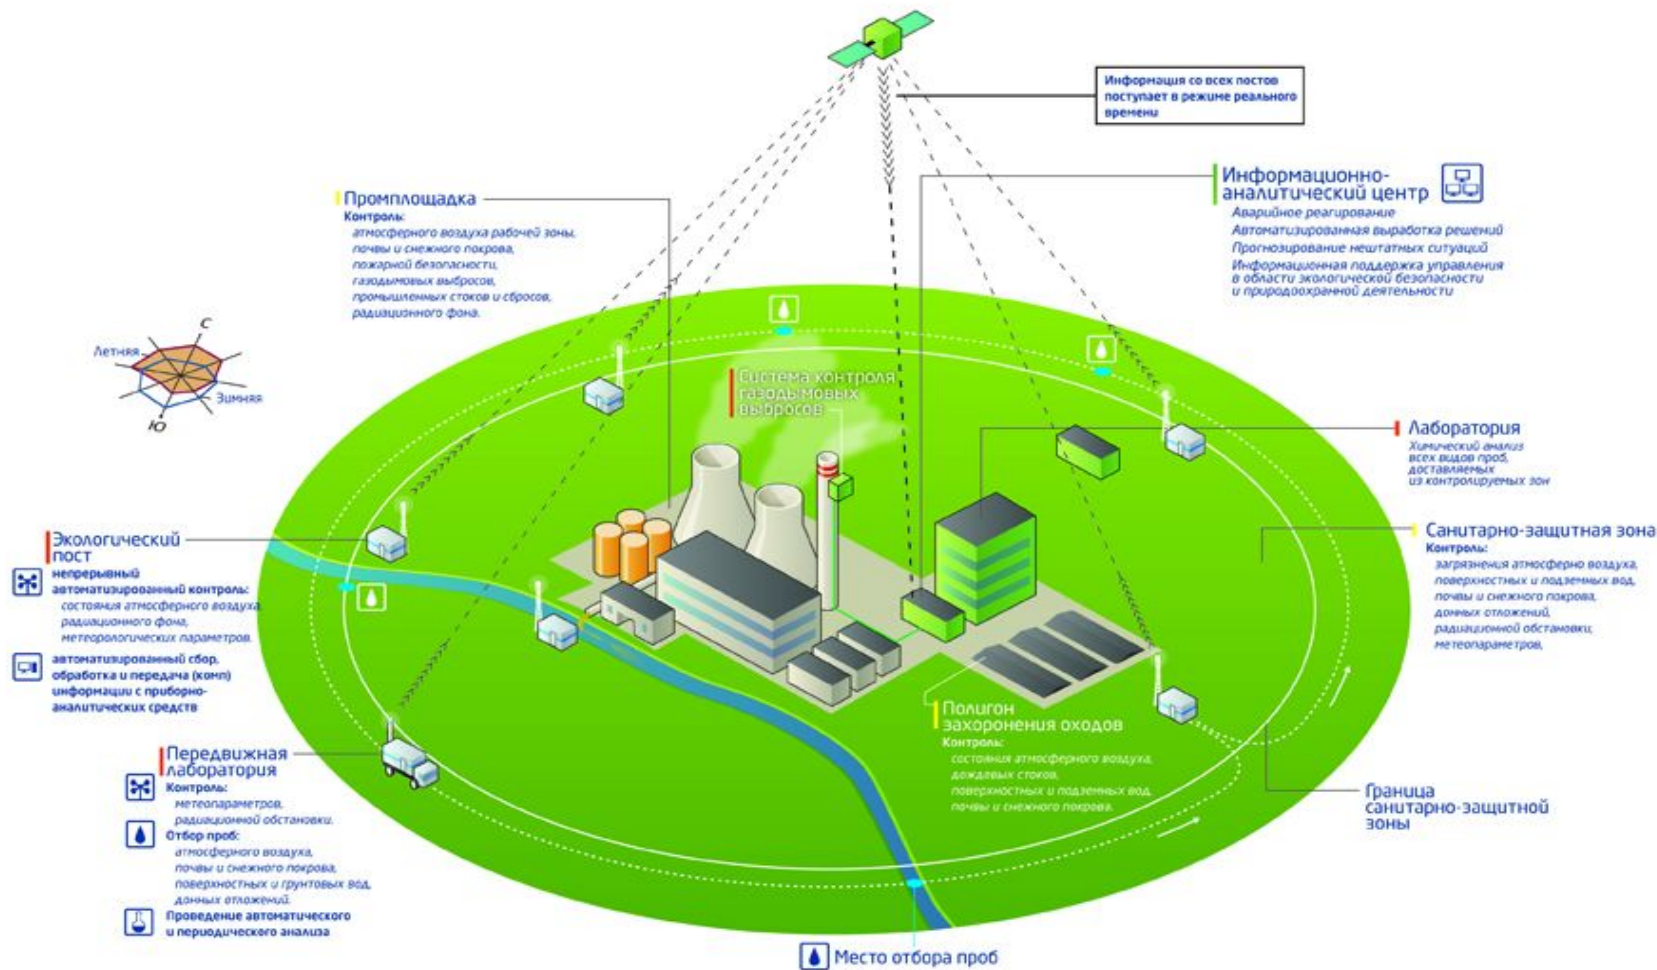 Информация со всех постов
поступает в режиме реального
времени
Информационно-
аналитический центр
Аварийное реагирование
Автоматизированная выработка решений
Прогнозирование нештатных ситуаций
Информационная поддержка управления
в области экологической безопасности
и природоохранной деятельности
Промплощадка
Контроль:
атмосферного воздуха рабочей зоны,
почвы и снежного покрова,
пожарной безопасности,
газодымовых выбросов,
промышленных стоков и сбросов,
радиационного фона.
С
Летняя
Зимняя
Ю
Система контроля
газодымовых
выбросов
Лаборатория
Химический анализ
всех видов проб,
доставляемых
из контролируемых зон
Санитарно-защитная зона
Контроль:
загрязнения атмосферно воздуха,
поверхностных и подземных вод,
почвы и снежного покрова,
донных отложений,
радиационной обстановки,
метеопараметров,
Экологический
пост
непрерывный
автоматизированный контроль:
состояния атмосферного воздуха,
радиационного фона,
метеорологических параметров.
автоматизированный сбор,
обработка и передача (комп)
информации с приборно-
аналитических средств
Полигон
захоронения оходов
Контроль:
состояния атмосферного воздуха,
дождевых стоков,
поверхностных и подземных вод,
почвы и снежного покрова.
Передвижная
лаборатория
Контроль:
метеопараметров,
радиационной обстановки.
Отбор проб:
атмосферного воздуха,
почвы и снежного покрова,
поверхностных и грунтовых вод,
донных отложений.
Проведение автоматического
и периодического анализа
Граница
санитарно-защитной
зоны
Место отбора проб